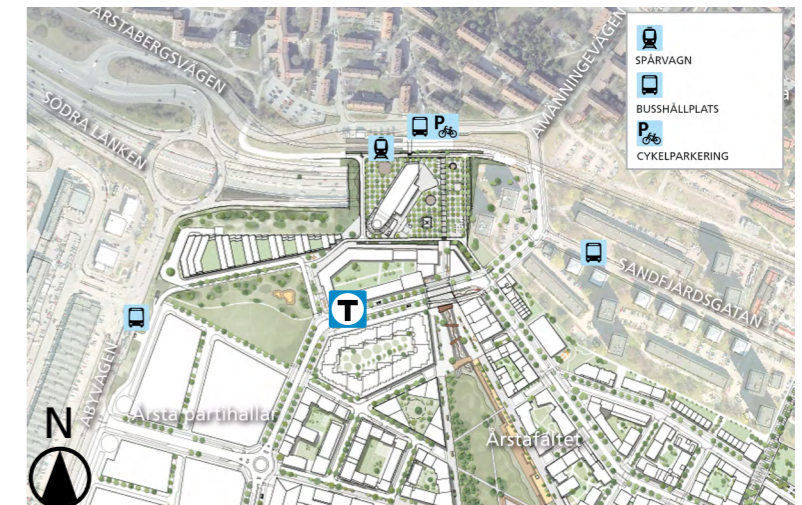 ÅRSTABERGSVÄGEN
SÖDRA LÄNKEN
ÅMÄNNINGEVÄGEN
P
SPÅRVAGN
BUSSHÅLLPLATS
P
CYKELPARKERING
SANDFJÄRDSGATAN
T
ÅBYVÄGEN
Årsta partihallar
Årstafältet
N